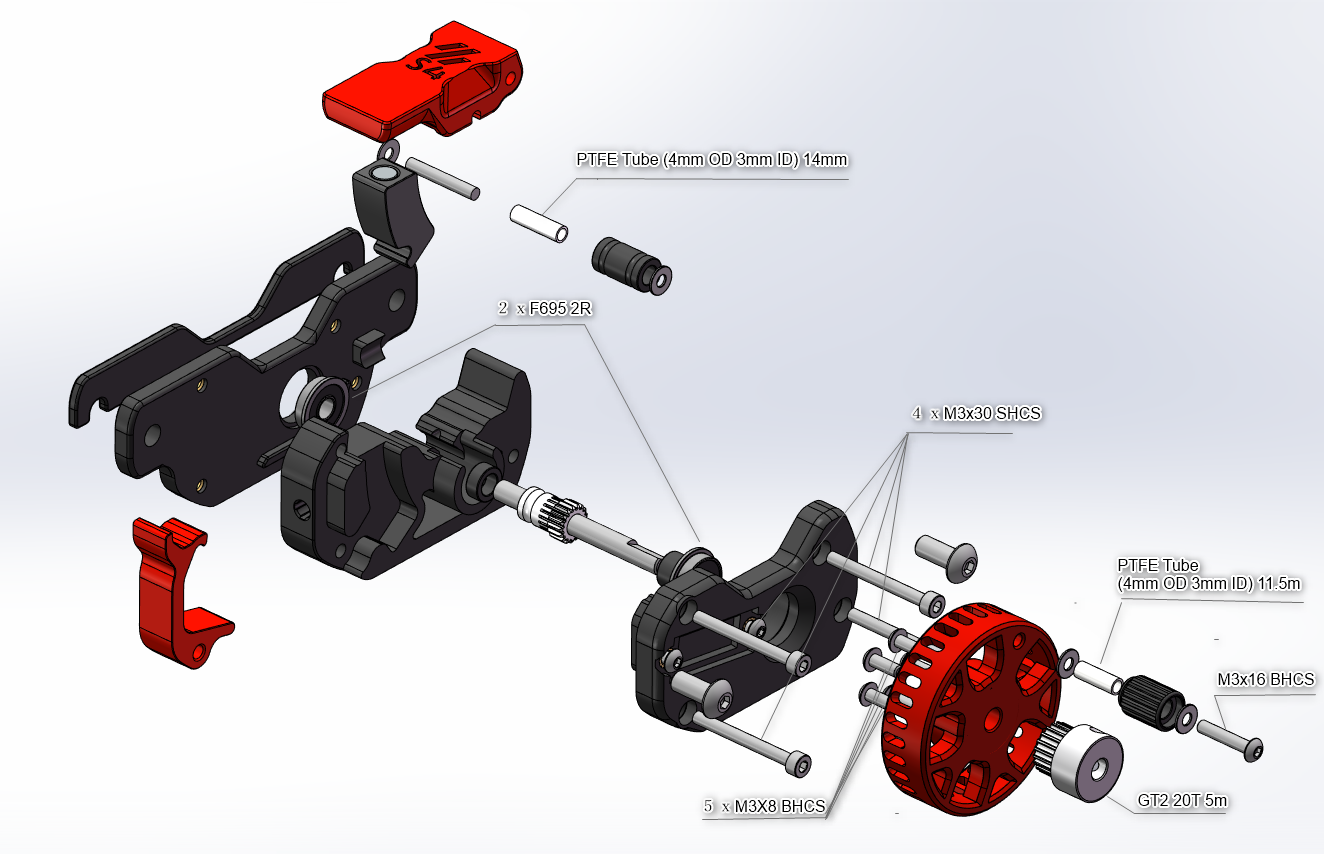 S4
PTFE Tube (4mm OD 3mm ID) 14mm
2 x F695 2R
4 x M3x30 SHCS
PTFE Tube
(4mm OD 3mm ID) 11.5m
M3x16 BHCS
GT2 20T 5m
5 x M3X8 BHCS